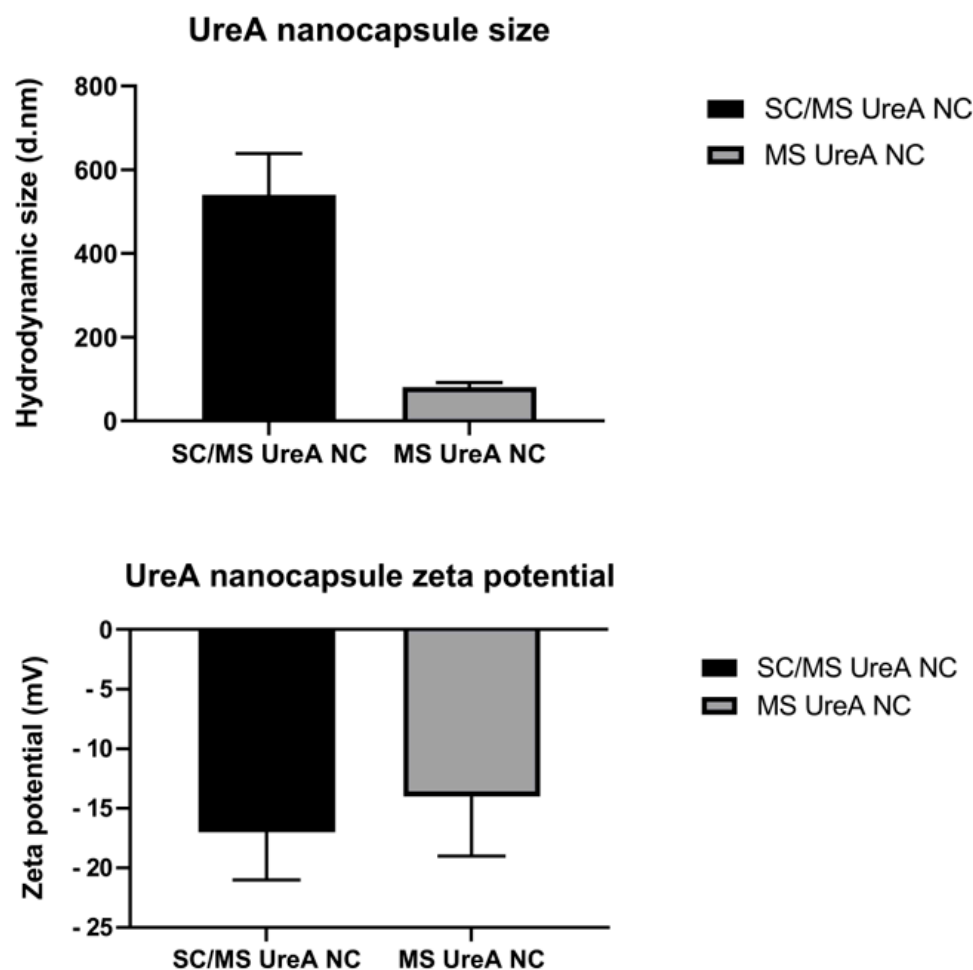 UreA nanocapsule size
Hydrodynamic size (d.nm)
800
600
400
200
0
SC/MS UreA NC MS UreA NC
SC/MS UreA NC
MS UreA NC
UreA nanocapsule zeta potential
Zeta potential (mV)
0
- 5
- 10
- 15
- 20
- 25
SC/MS UreA NC MS UreA NC
SC/MS UreA NC
MS UreA NC